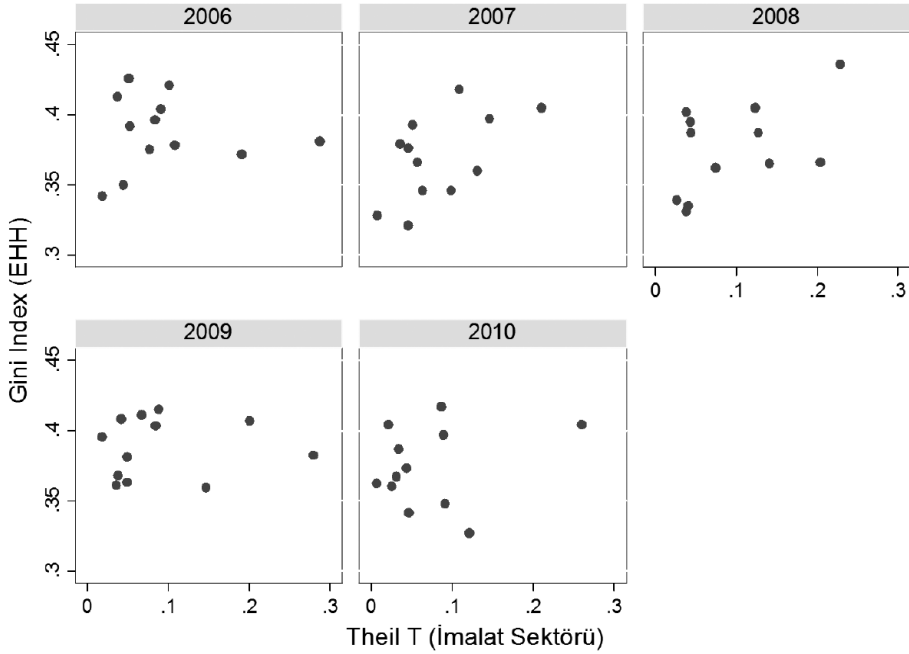 2006 2007 2008
Gini Index (EHH)
.45
.4
.35
.3
0 .1 .2 .3
2009 2010
.45
.4
.35
.3
0 .1 .2 .3 0 .1 .2 .3
Theil T (İmalat Sektörü)